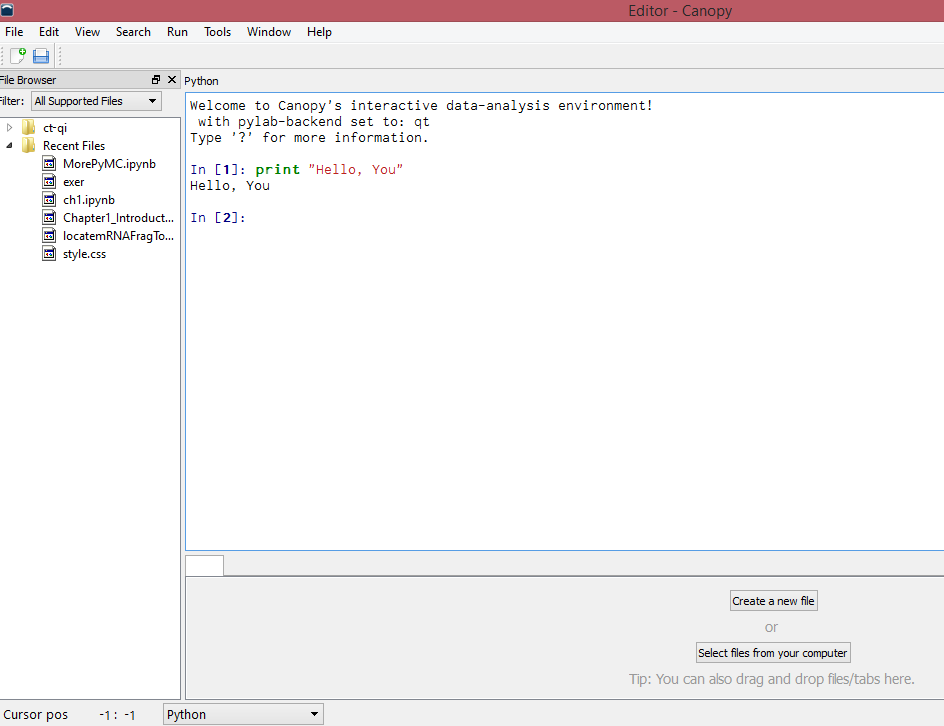 Editor - Canopy
File Edit View Search Run Tools Window Help
File Browser
Python
Filter: All Supported Files
ct-qi
Recent Files
MorePyMC.ipynb
exer
ch1.ipynb
Chapter1_Introduct...
locatemRNAFragTo...
style.css
Welcome to Canopy's interactive data-analysis environment!
with pylab-backend set to: qt
Type '?' for more information.
In [1]: print "Hello, You"
Hello, You
In [2]:
Create a new file
or
Select files from your computer
Tip: You can also drag and drop files/tabs here.
Cursor pos -1 : -1 Python